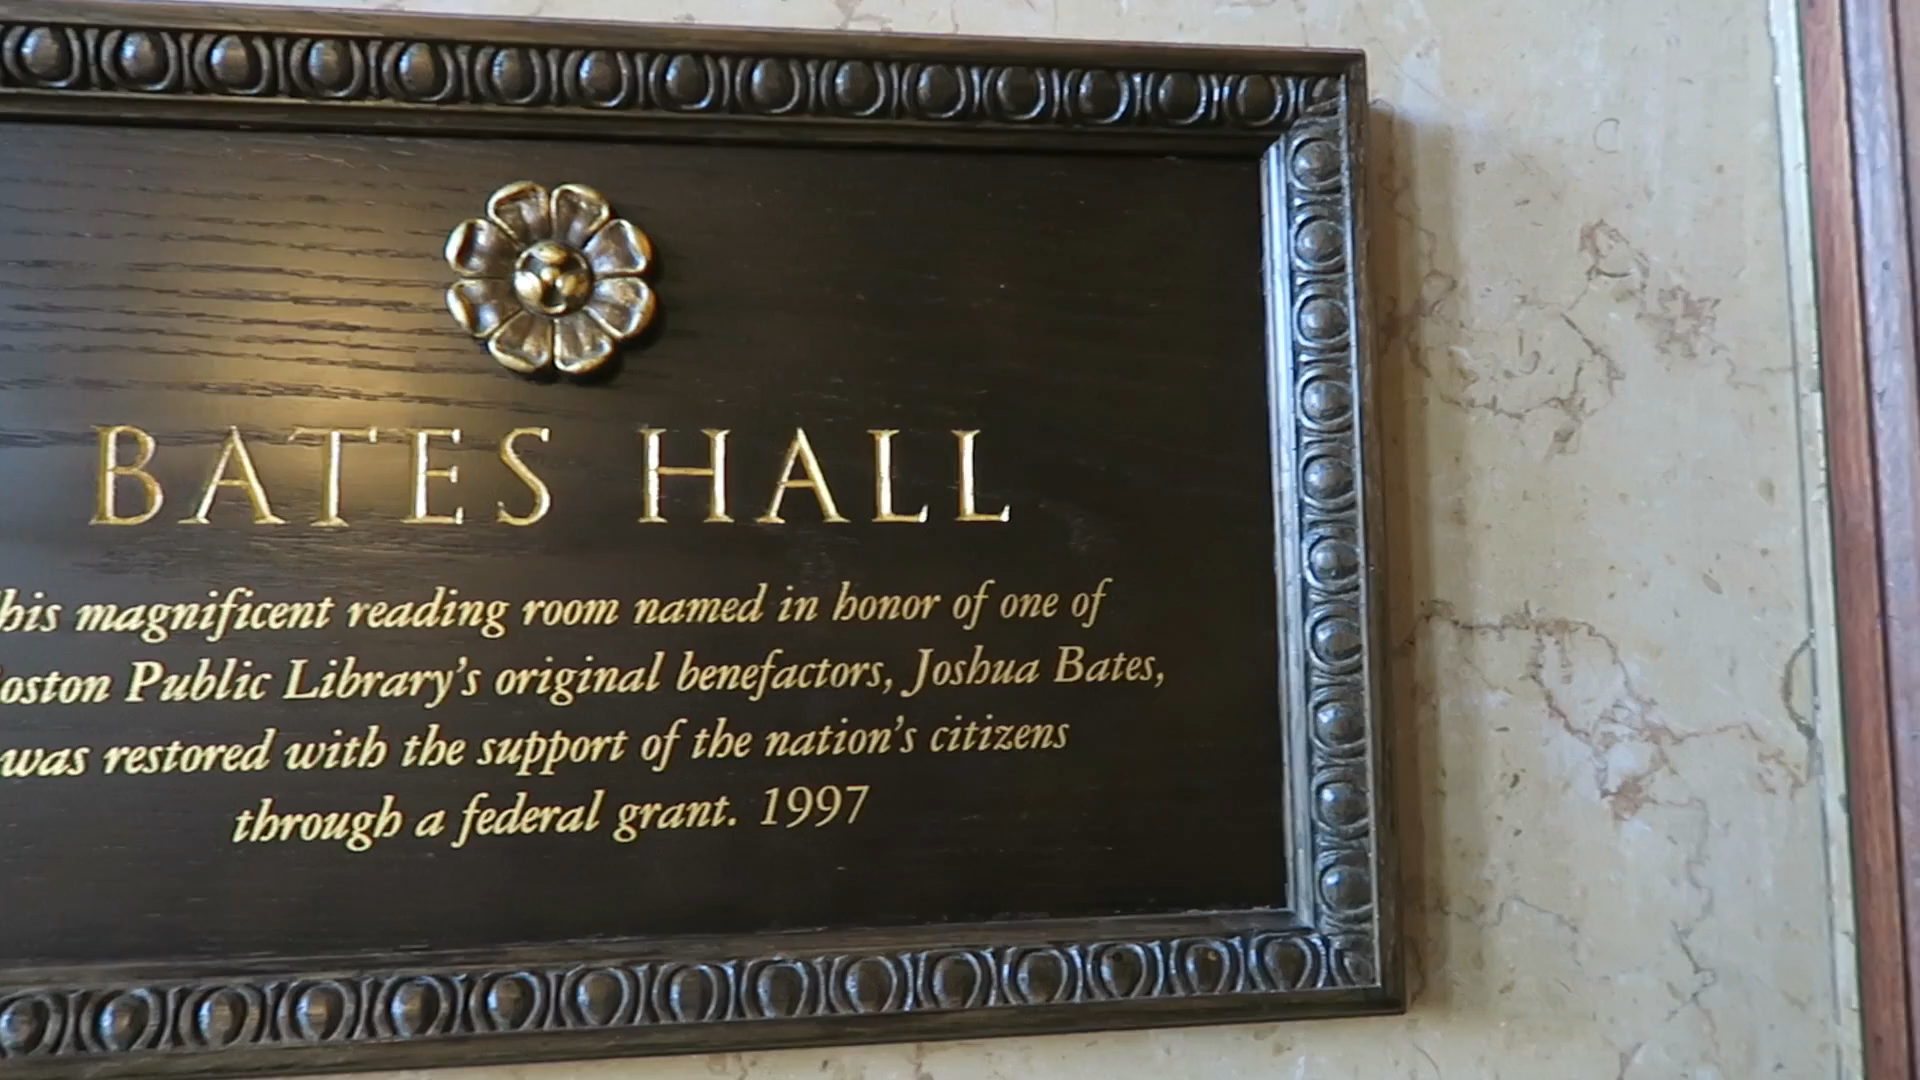 BATES HALL
his magnificent reading room named in honor of one of
oston Public Library's original benefactors, Joshua Bates,
was restored with the support of the nation's citizens
through a federal grant. 1997